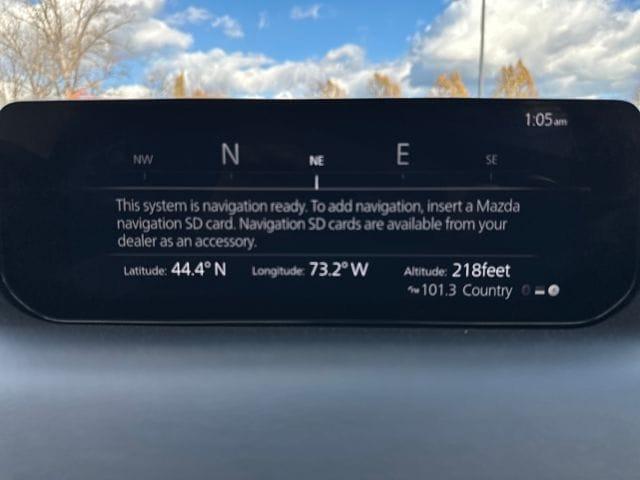 1:05am
NW N NE E SE
This system is navigation ready. To add navigation, insert a Mazda
navigation SD card. Navigation SD cards are available from your
dealer as an accessory.
Latitude: 44.4° N Longitude: 73.2° W Altitude: 218feet
101.3 Country